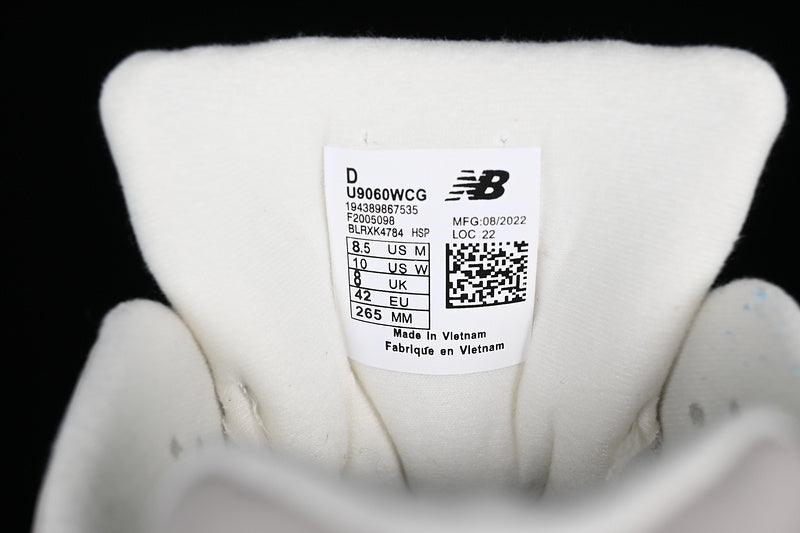 D
U9060WCG
194389867535
F2005098
BLRXK4784 HSP
8.5 US M
10 US W
8 UK
42 EU
265 MM
NB
MFG:08/2022
LOC 22
Made in Vietnam
Fabriqué en Vietnam